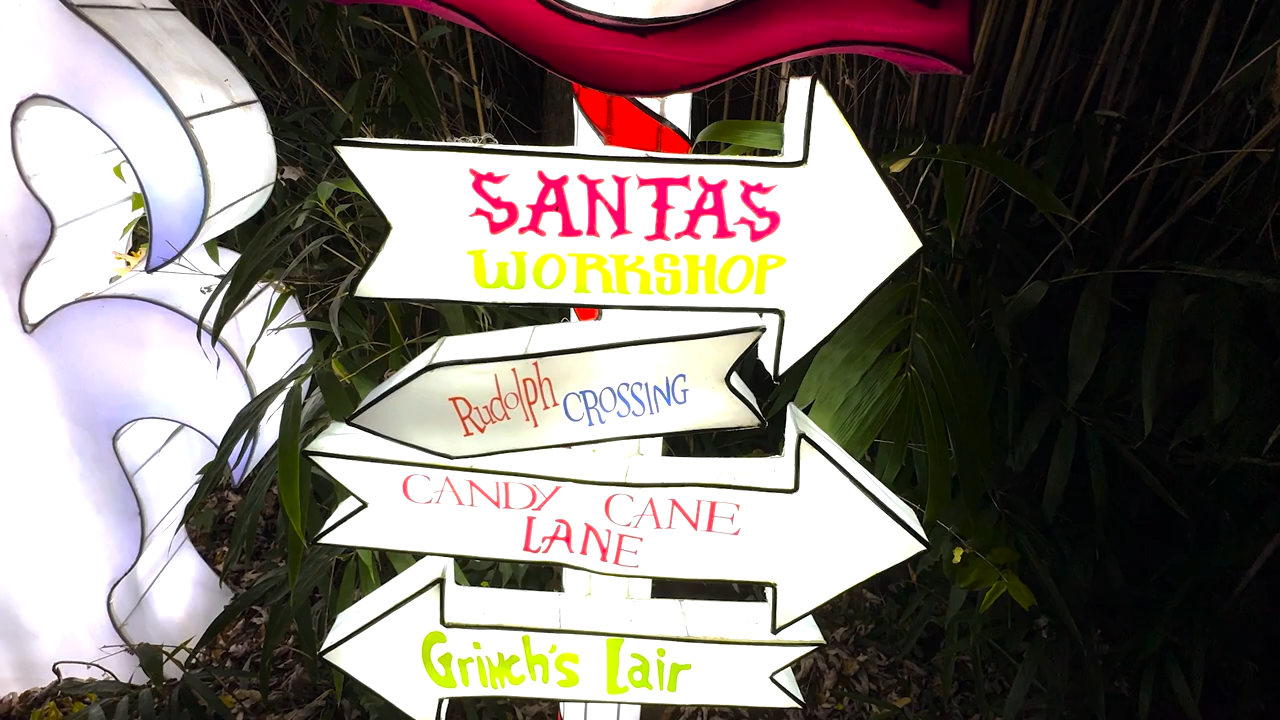 SANTAS
WORKSHOP
Rudolph CROSSING
CANDY CANE
LANE
Grinch's Lair